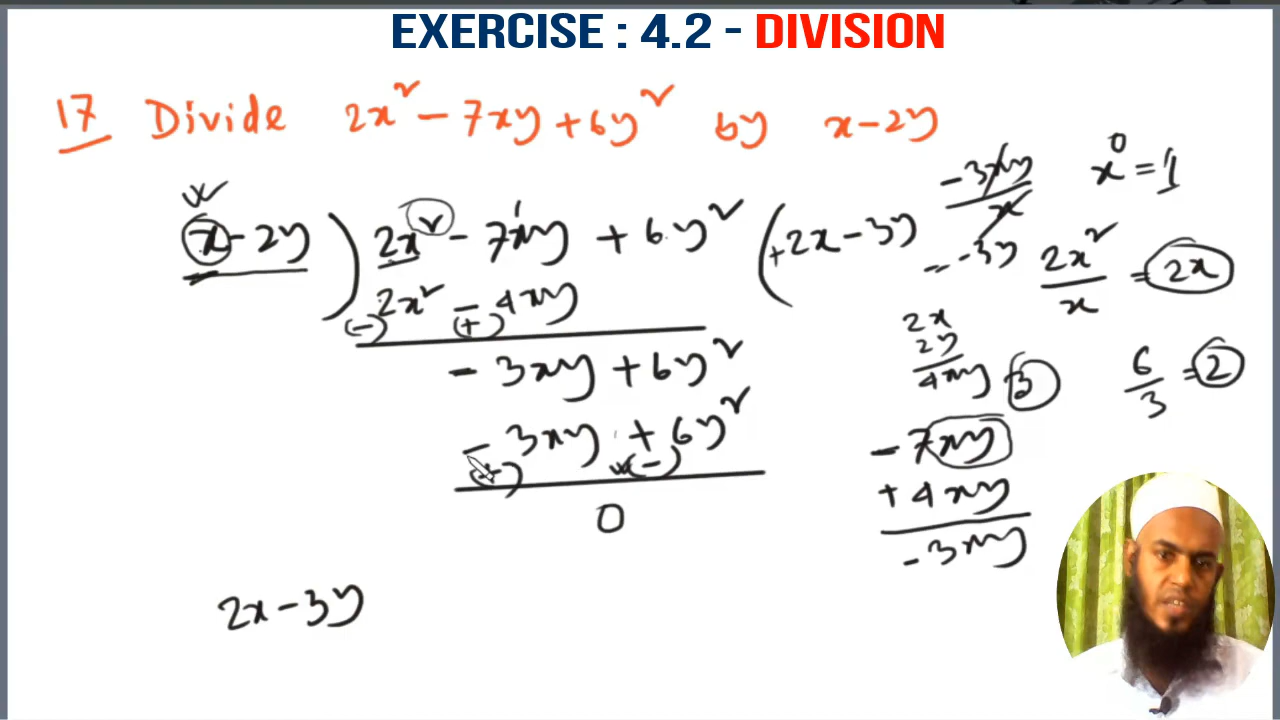 EXERCISE : 4.2 - DIVISION
17 Divide 2x² - 7xy + 6y² by x - 2y
x - 2y ) 2x² - 7x¹y + 6y² ( +2x - 3y
2x² - 4xy
(-) (+)
- 3xy + 6y²
- 3xy + 6y²
(+) (-)
0
2x - 3y
-3xy
x
= -3y
x⁰ = 1
2x²
x
= 2x
2x
2y
4xy
3
6
3
= 2
- 7xy
+ 4xy
- 3xy